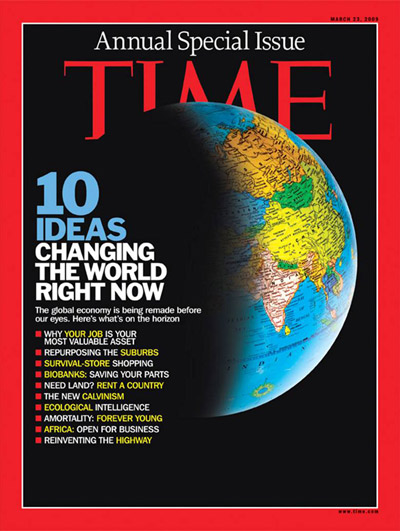 MARCH 23, 2009
Annual Special Issue
TIME
10
IDEAS
CHANGING
THE WORLD
RIGHT NOW
The global economy is being remade before
our eyes. Here's what's on the horizon
WHY YOUR JOB IS YOUR
MOST VALUABLE ASSET
REPURPOSING THE SUBURBS
SURVIVAL-STORE SHOPPING
BIOBANKS: SAVING YOUR PARTS
NEED LAND? RENT A COUNTRY
THE NEW CALVINISM
ECOLOGICAL INTELLIGENCE
AMORTALITY: FOREVER YOUNG
AFRICA: OPEN FOR BUSINESS
REINVENTING THE HIGHWAY
www.time.com